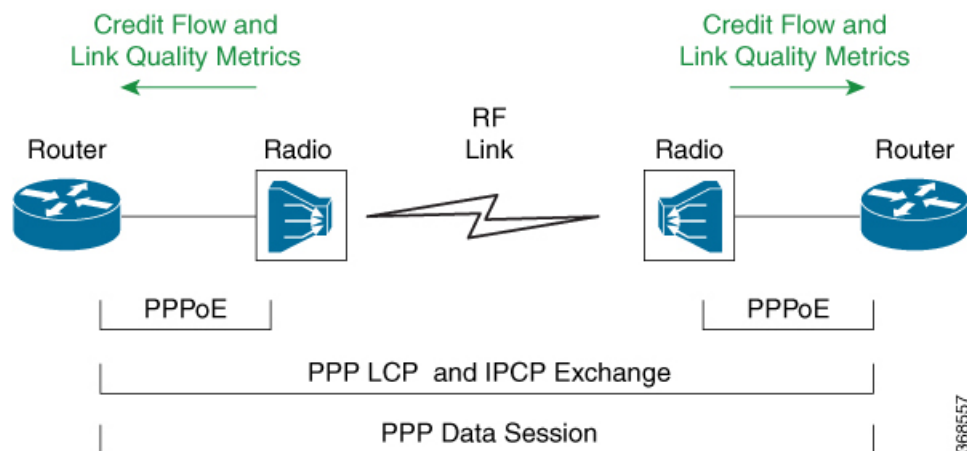 Credit Flow and
Link Quality Metrics
Credit Flow and
Link Quality Metrics
RF
Link
Router
Radio
Radio
Router
PPPoE
PPPoE
PPP LCP and IPCP Exchange
PPP Data Session
368557